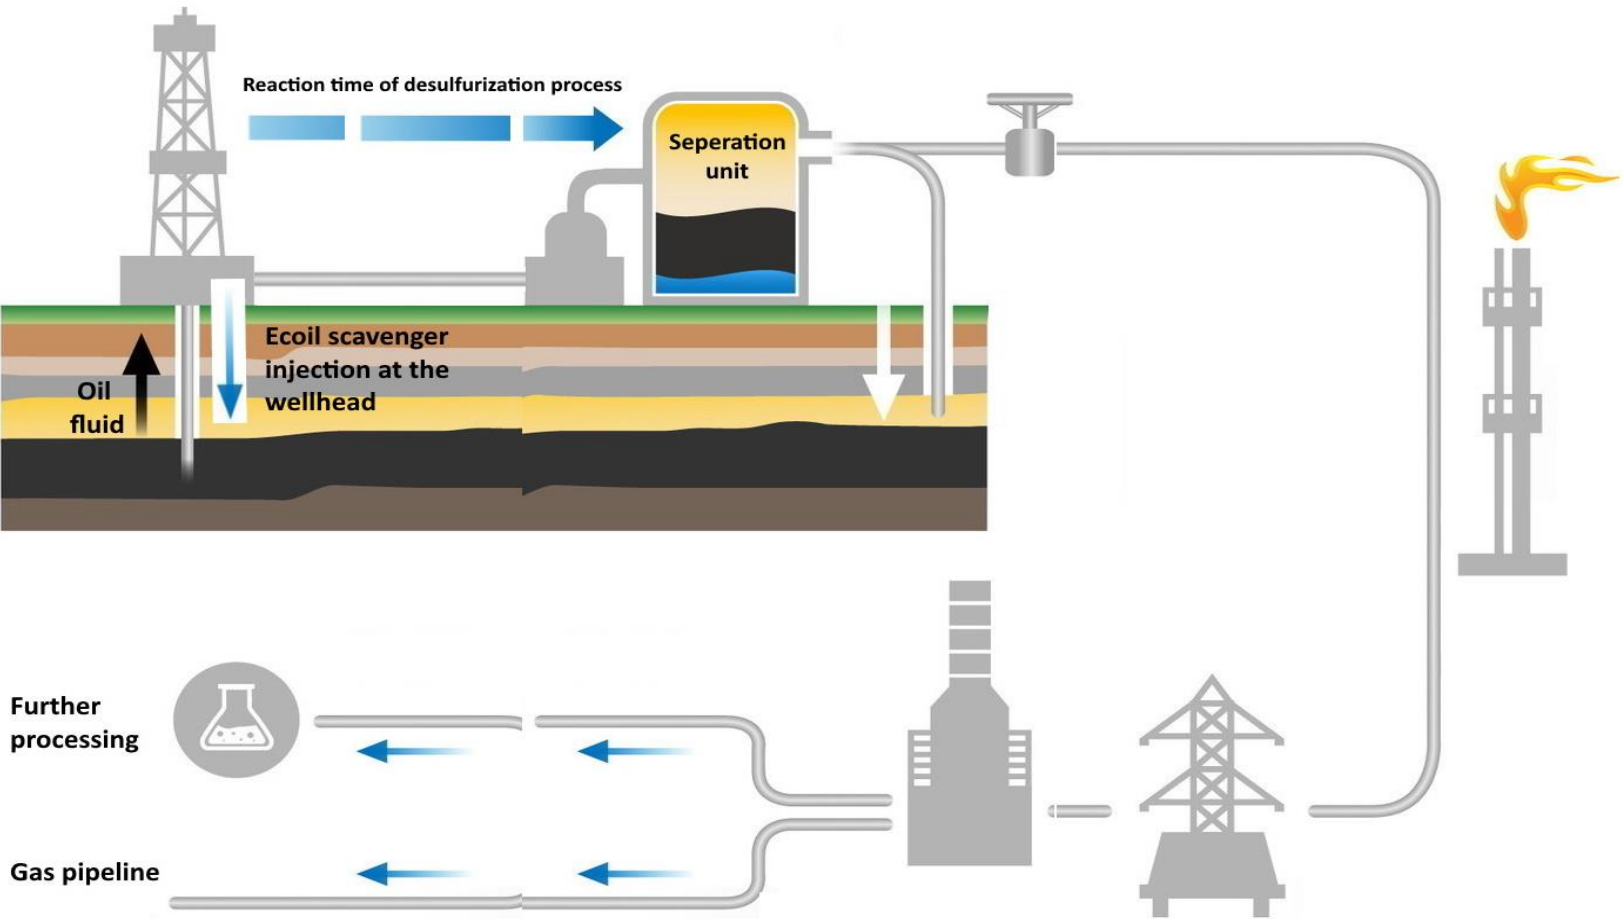 Reaction time of desulfurization process
Seperation
unit
Ecoil scavenger
injection at the
wellhead
Oil
fluid
Further
processing
Gas pipeline